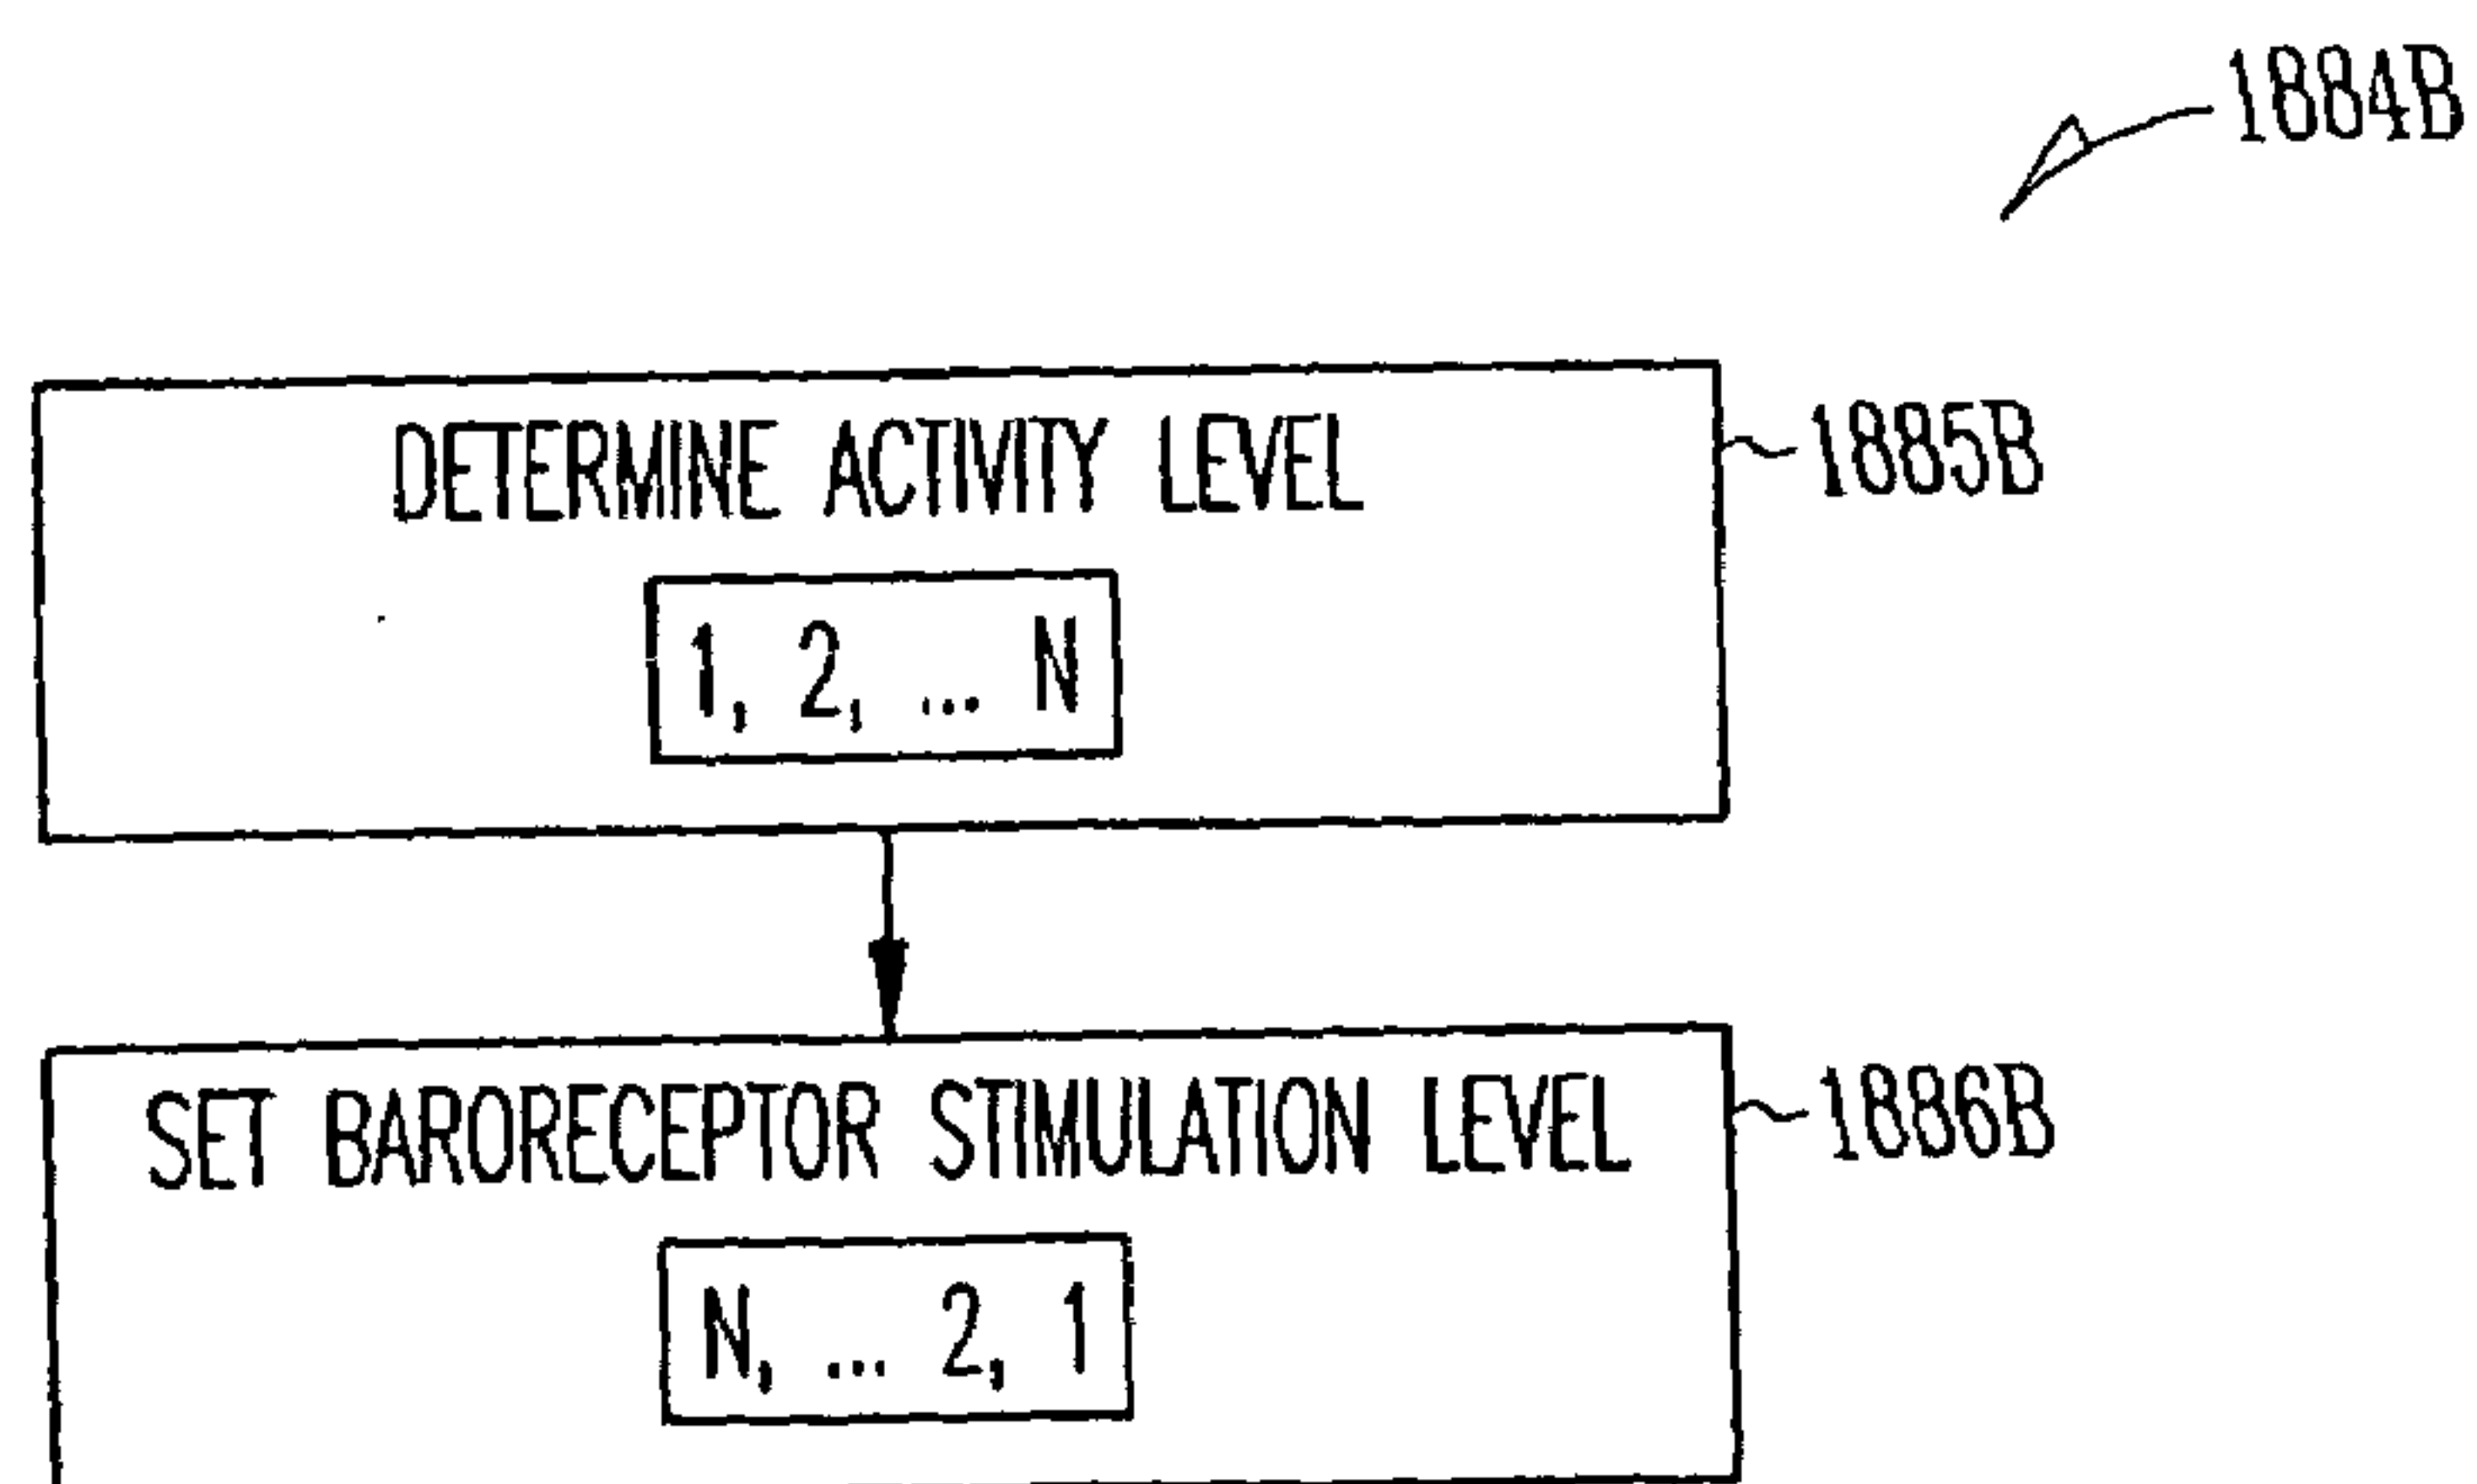 1884B
DETERMINE ACTIVITY LEVEL
1885B
1, 2, ... N
SET BARORECEPTOR STIMULATION LEVEL
1886B
N, ... 2, 1